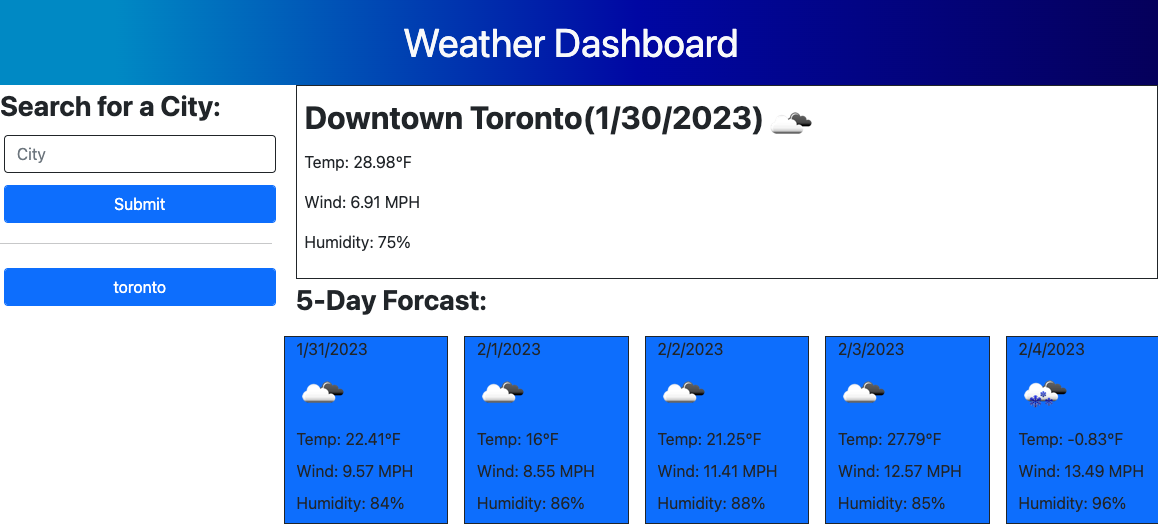 Weather Dashboard
Search for a City:
City
Submit
toronto
Downtown Toronto(1/30/2023)
Temp: 28.98°F
Wind: 6.91 MPH
Humidity: 75%
5-Day Forcast:
1/31/2023
Temp: 22.41°F
Wind: 9.57 MPH
Humidity: 84%
2/1/2023
Temp: 16°F
Wind: 8.55 MPH
Humidity: 86%
2/2/2023
Temp: 21.25°F
Wind: 11.41 MPH
Humidity: 88%
2/3/2023
Temp: 27.79°F
Wind: 12.57 MPH
Humidity: 85%
2/4/2023
Temp: -0.83°F
Wind: 13.49 MPH
Humidity: 96%